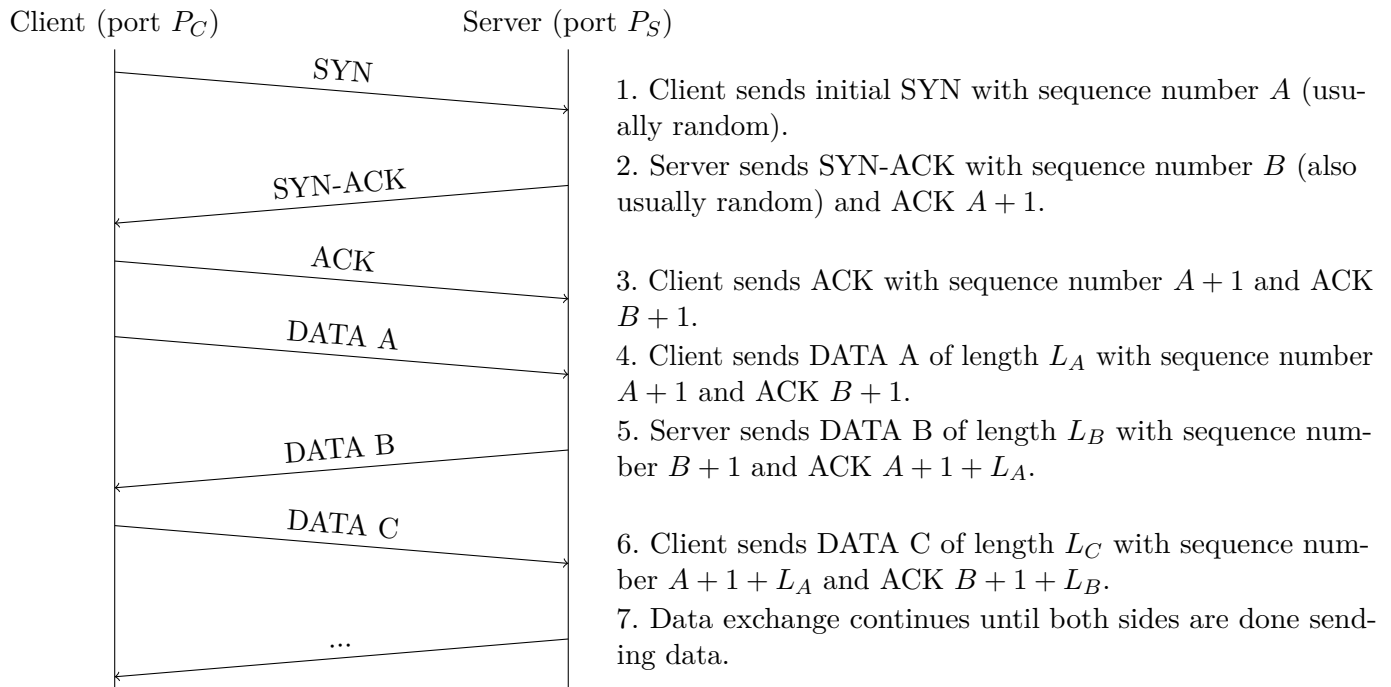 Client (port P_C)
Server (port P_S)
SYN
SYN-ACK
ACK
DATA A
DATA B
DATA C
...
1. Client sends initial SYN with sequence number A (usu-
ally random).
2. Server sends SYN-ACK with sequence number B (also
usually random) and ACK A + 1.
3. Client sends ACK with sequence number A + 1 and ACK
B + 1.
4. Client sends DATA A of length L_A with sequence number
A + 1 and ACK B + 1.
5. Server sends DATA B of length L_B with sequence num-
ber B + 1 and ACK A + 1 + L_A.
6. Client sends DATA C of length L_C with sequence num-
ber A + 1 + L_A and ACK B + 1 + L_B.
7. Data exchange continues until both sides are done send-
ing data.